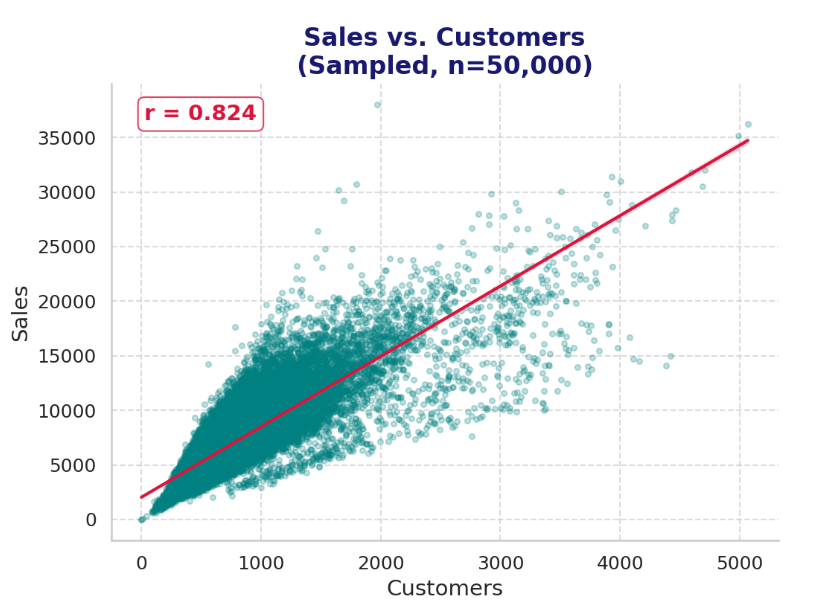 Sales vs. Customers
(Sampled, n=50,000)
r = 0.824
35000
30000
25000
20000
15000
10000
5000
0
Sales
0 1000 2000 3000 4000 5000
Customers